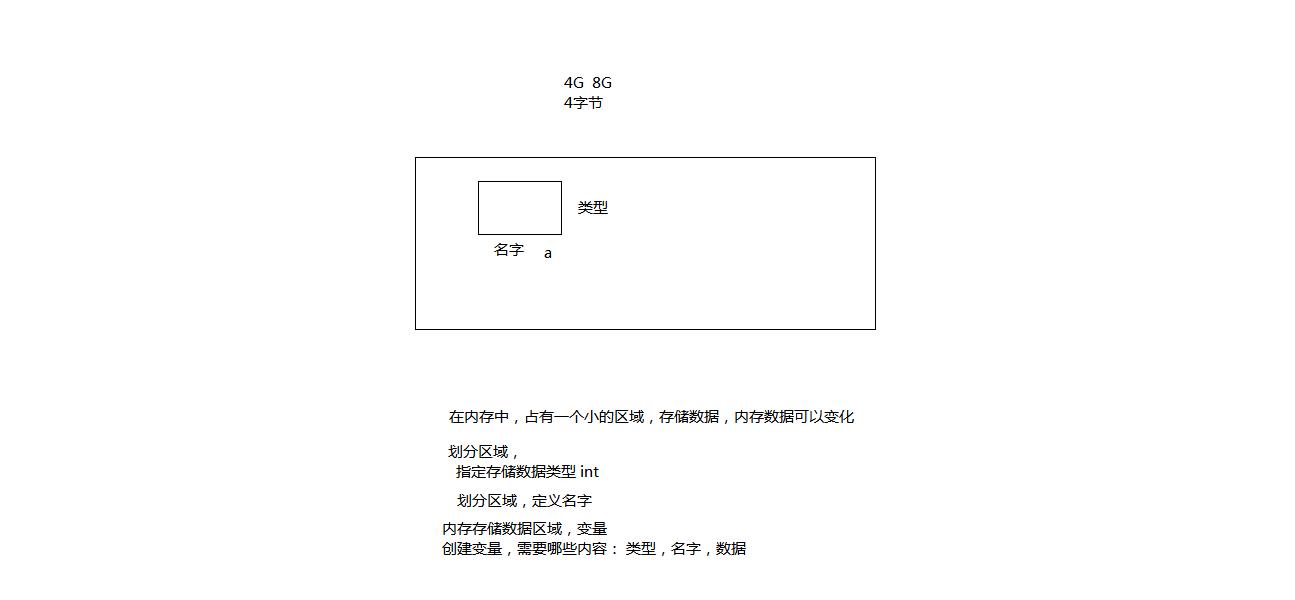 4G 8G
4字节
类型
名字 a
在内存中，占有一个小的区域，存储数据，内存数据可以变化
划分区域，
指定存储数据类型 int
划分区域，定义名字
内存存储数据区域，变量
创建变量，需要哪些内容： 类型，名字，数据